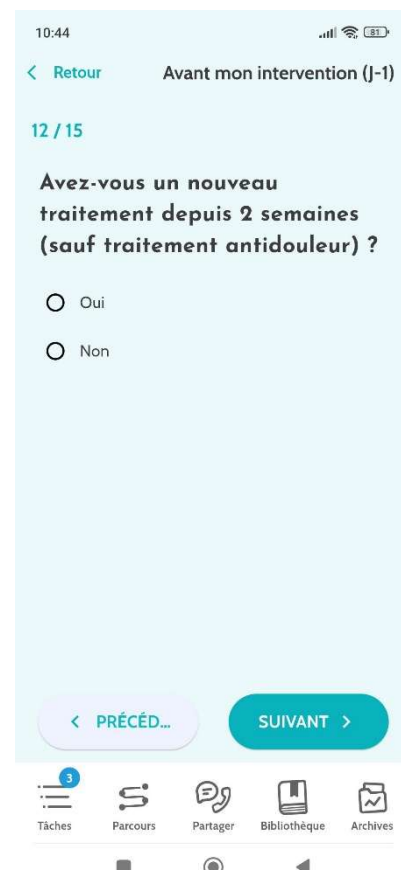 10:44
81
Retour
Avant mon intervention (J-1)
12 / 15
Avez-vous un nouveau
traitement depuis 2 semaines
(sauf traitement antidouleur) ?
Oui
Non
PRÉCÉD...
SUIVANT
3
Tâches
Parcours
Partager
Bibliothèque
Archives